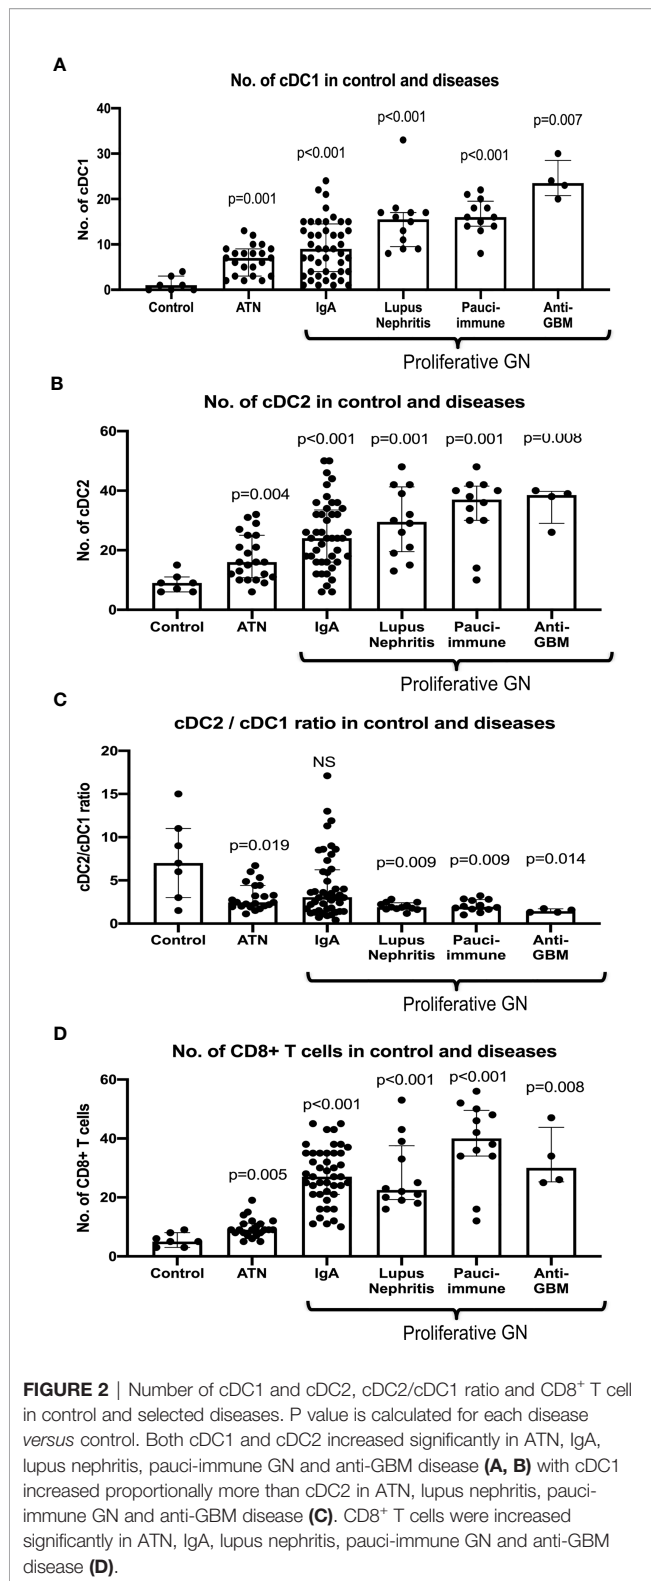 A
No. of cDC1 in control and diseases
No. of cDC1
40
30
20
10
0
p=0.001
p<0.001
p<0.001
p<0.001
p=0.007
Control ATN IgA Lupus Nephritis Pauci-immune Anti-GBM
Proliferative GN
B
No. of cDC2 in control and diseases
No. of cDC2
60
40
20
0
p=0.004
p<0.001
p=0.001
p=0.001
p=0.008
Control ATN IgA Lupus Nephritis Pauci-immune Anti-GBM
Proliferative GN
C
cDC2 / cDC1 ratio in control and diseases
cDC2/cDC1 ratio
20
15
10
5
0
p=0.019
NS
p=0.009
p=0.009
p=0.014
Control ATN IgA Lupus Nephritis Pauci-immune Anti-GBM
Proliferative GN
D
No. of CD8+ T cells in control and diseases
No. of CD8+ T cells
60
40
20
0
p=0.005
p<0.001
p<0.001
p<0.001
p=0.008
Control ATN IgA Lupus Nephritis Pauci-immune Anti-GBM
Proliferative GN
FIGURE 2 | Number of cDC1 and cDC2, cDC2/cDC1 ratio and CD8⁺ T cell
in control and selected diseases. P value is calculated for each disease
versus control. Both cDC1 and cDC2 increased significantly in ATN, IgA,
lupus nephritis, pauci-immune GN and anti-GBM disease (A, B) with cDC1
increased proportionally more than cDC2 in ATN, lupus nephritis, pauci-
immune GN and anti-GBM disease (C). CD8⁺ T cells were increased
significantly in ATN, IgA, lupus nephritis, pauci-immune GN and anti-GBM
disease (D).